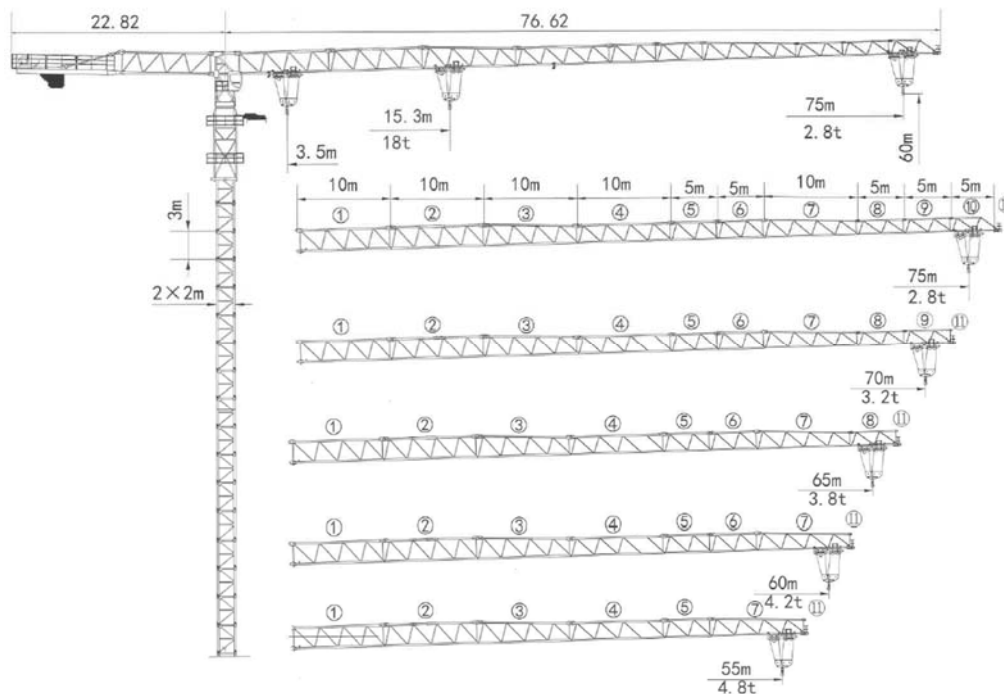 22.82 76.62
15.3m 75m
18t 2.8t
3.5m 60m
10m 10m 10m 10m 5m 5m 10m 5m 5m 5m
① ② ③ ④ ⑤ ⑥ ⑦ ⑧ ⑨ ⑩
3m
75m
2.8t
2×2m
① ② ③ ④ ⑤ ⑥ ⑦ ⑧ ⑨ ⑪
70m
3.2t
① ② ③ ④ ⑤ ⑥ ⑦ ⑧ ⑪
65m
3.8t
① ② ③ ④ ⑤ ⑥ ⑦ ⑪
60m
4.2t
① ② ③ ④ ⑤ ⑦ ⑪
55m
4.8t